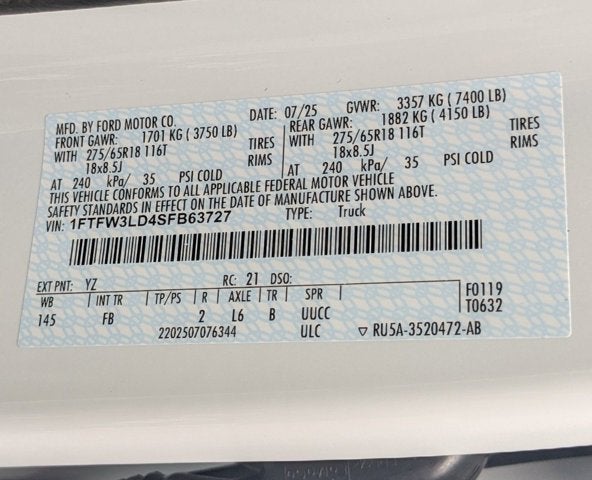 MFD. BY FORD MOTOR CO. DATE: 07/25 GVWR: 3357 KG ( 7400 LB)
FRONT GAWR: 1701 KG ( 3750 LB) REAR GAWR: 1882 KG ( 4150 LB)
WITH 275/65R18 116T TIRES WITH 275/65R18 116T TIRES
18x8.5J RIMS 18x8.5J RIMS
AT 240 kPa/ 35 PSI COLD AT 240 kPa/ 35 PSI COLD
THIS VEHICLE CONFORMS TO ALL APPLICABLE FEDERAL MOTOR VEHICLE
SAFETY STANDARDS IN EFFECT ON THE DATE OF MANUFACTURE SHOWN ABOVE.
VIN: 1FTFW3LD4SFB63727 TYPE: Truck
EXT PNT: YZ RC: 21 DSO:
WB INT TR TP/PS R AXLE TR SPR F0119
145 FB 2 L6 B UUCC T0632
2202507076344 ULC ▽ RU5A-3520472-AB